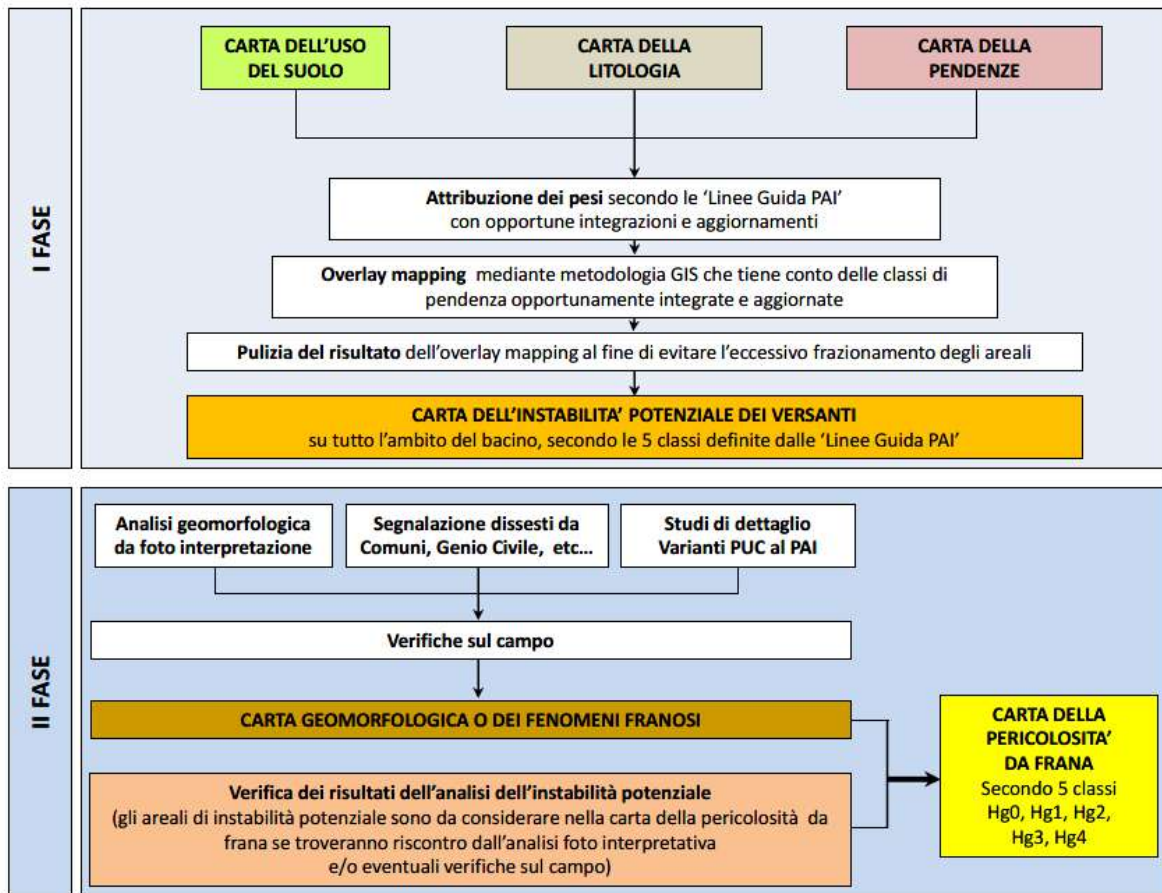 I FASE
CARTA DELL'USO
DEL SUOLO
CARTA DELLA
LITOLOGIA
CARTA DELLA
PENDENZE
Attribuzione dei pesi secondo le 'Linee Guida PAI'
con opportune integrazioni e aggiornamenti
Overlay mapping mediante metodologia GIS che tiene conto delle classi di
pendenza opportunamente integrate e aggiornate
Pulizia del risultato dell'overlay mapping al fine di evitare l'eccessivo frazionamento degli areali
CARTA DELL'INSTABILITA' POTENZIALE DEI VERSANTI
su tutto l'ambito del bacino, secondo le 5 classi definite dalle 'Linee Guida PAI'
II FASE
Analisi geomorfologica
da foto interpretazione
Segnalazione dissesti da
Comuni, Genio Civile, etc...
Studi di dettaglio
Varianti PUC al PAI
Verifiche sul campo
CARTA GEOMORFOLOGICA O DEI FENOMENI FRANOSI
Verifica dei risultati dell'analisi dell'instabilità potenziale
(gli areali di instabilità potenziale sono da considerare nella carta della pericolosità da
frana se troveranno riscontro dall'analisi foto interpretativa
e/o eventuali verifiche sul campo)
CARTA DELLA
PERICOLOSITA'
DA FRANA
Secondo 5 classi
Hg0, Hg1, Hg2,
Hg3, Hg4